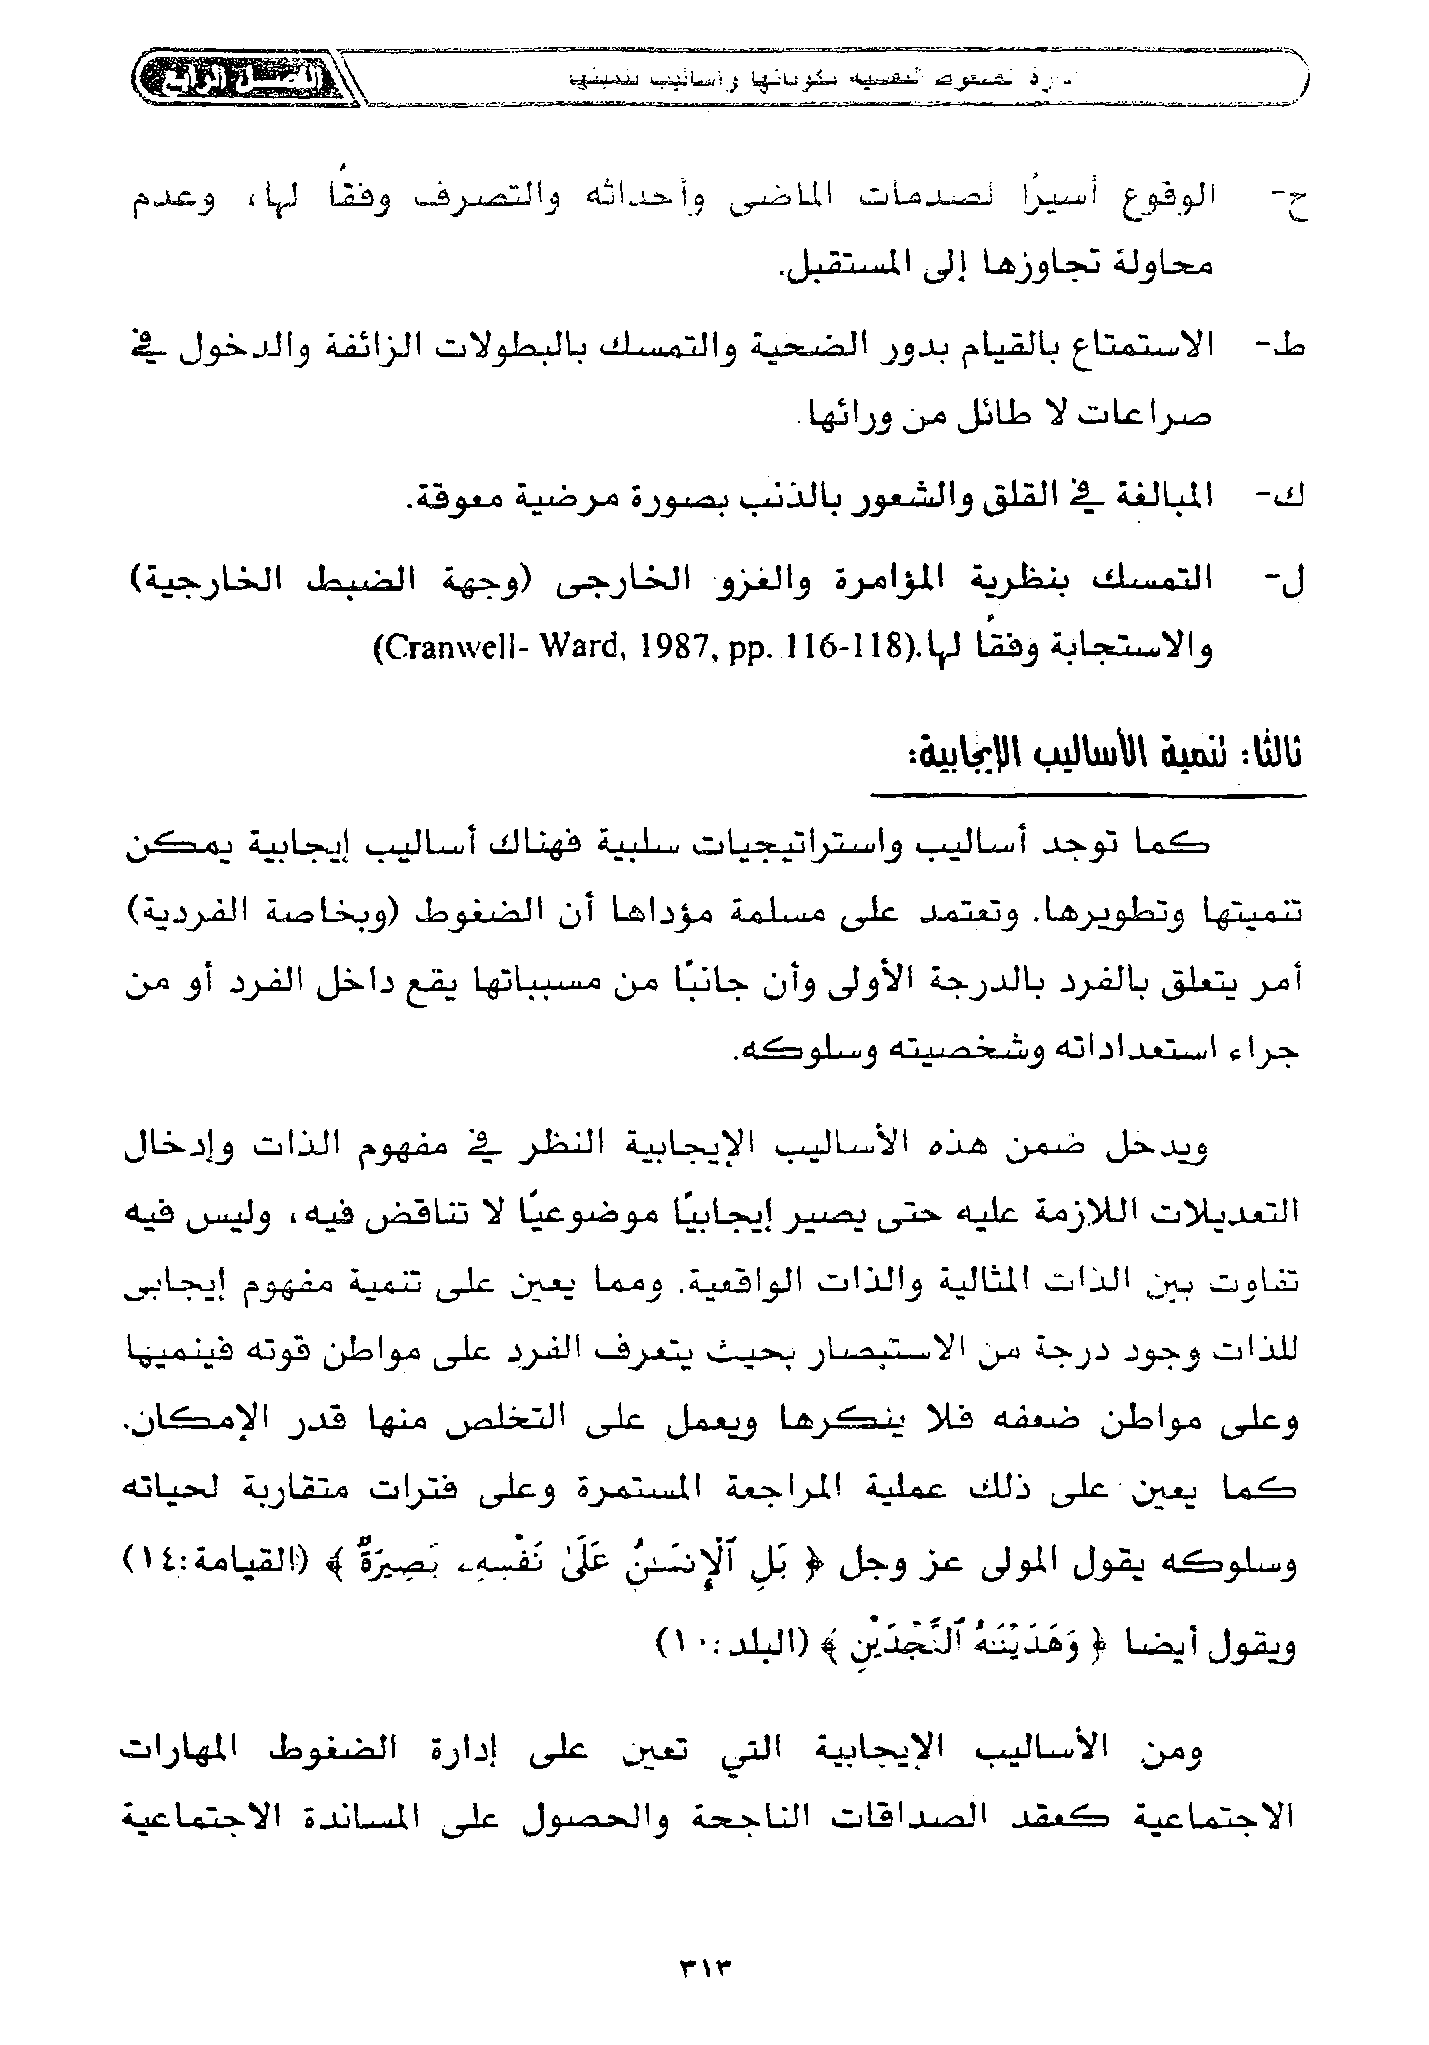 الفصل الرابع
إدارة الضغوط النفسية مكوناتها وأساليب تنميتها
ح- الوقوع أسيرًا لصدمات الماضى وأحداثه والتصرف وفقًا لها، وعدم
محاولة تجاوزها إلى المستقبل.
ط- الاستمتاع بالقيام بدور الضحية والتمسك بالبطولات الزائفة والدخول في
صراعات لا طائل من ورائها.
ك- المبالغة في القلق والشعور بالذنب بصورة مرضية معوقة.
ل- التمسك بنظرية المؤامرة والغزو الخارجى (وجهة الضبط الخارجية)
والاستجابة وفقًا لها.(Cranwell- Ward, 1987, pp. 116-118)
ثالثا: تنمية الأساليب الإيجابية:
كما توجد أساليب واستراتيجيات سلبية فهناك أساليب إيجابية يمكن
تنميتها وتطويرها. وتعتمد على مسلمة مؤداها أن الضغوط (وبخاصة الفردية)
أمر يتعلق بالفرد بالدرجة الأولى وأن جانبًا من مسبباتها يقع داخل الفرد أو من
جراء استعداداته وشخصيته وسلوكه.
ويدخل ضمن هذه الأساليب الإيجابية النظر في مفهوم الذات وإدخال
التعديلات اللازمة عليه حتى يصير إيجابيًا موضوعيًا لا تناقض فيه، وليس فيه
تفاوت بين الذات المثالية والذات الواقعية. ومما يعين على تنمية مفهوم إيجابى
للذات وجود درجة من الاستبصار بحيث يتعرف الفرد على مواطن قوته فينميها
وعلى مواطن ضعفه فلا ينكرها ويعمل على التخلص منها قدر الإمكان.
كما يعين على ذلك عملية المراجعة المستمرة وعلى فترات متقاربة لحياته
وسلوكه يقول المولى عز وجل ﴿ بَلِ ٱلْإِنسَـٰنُ عَلَىٰ نَفْسِهِۦ بَصِيرَةٌ ﴾ (القيامة:١٤)
ويقول أيضا ﴿ وَهَدَيْنَـٰهُ ٱلنَّجْدَيْنِ ﴾ (البلد:١٠)
ومن الأساليب الإيجابية التي تعين على إدارة الضغوط المهارات
الاجتماعية كعقد الصداقات الناجحة والحصول على المساندة الاجتماعية
٣١٣